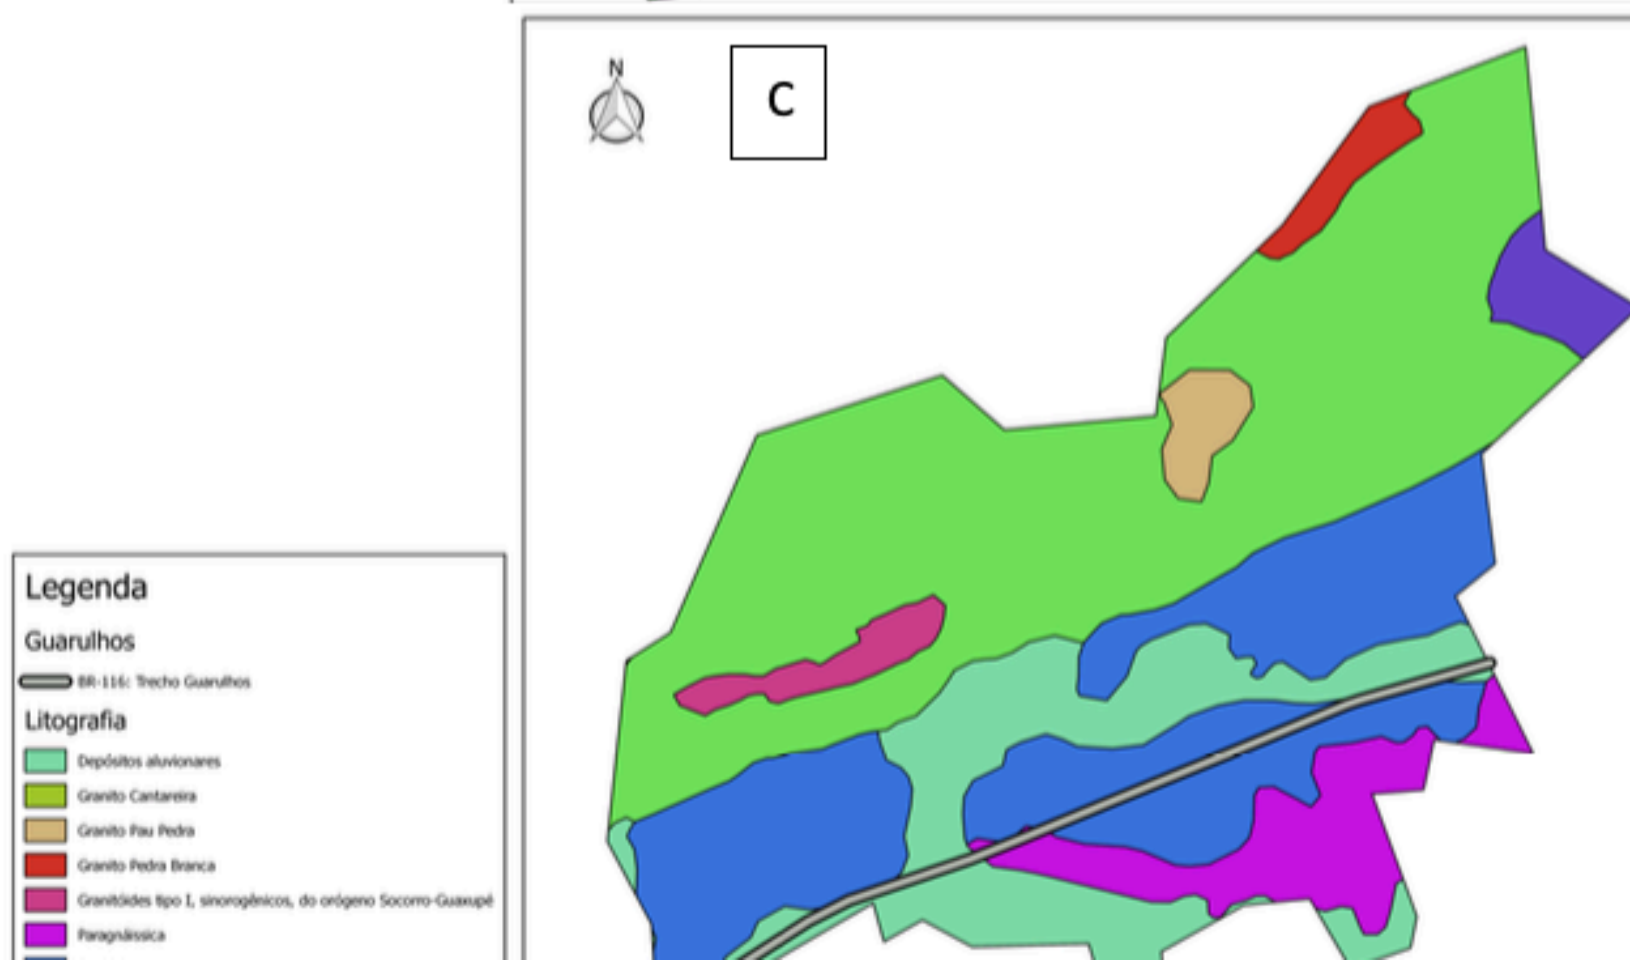 N
C
Legenda
Guarulhos
BR-116: Trecho Guarulhos
Litografia
Depósitos aluvionares
Granito Cantareira
Granito Pau Pedra
Granito Pedra Branca
Granitóides tipo I, sinorogênicos, do orógeno Socorro-Guaxupé
Paragnáissica